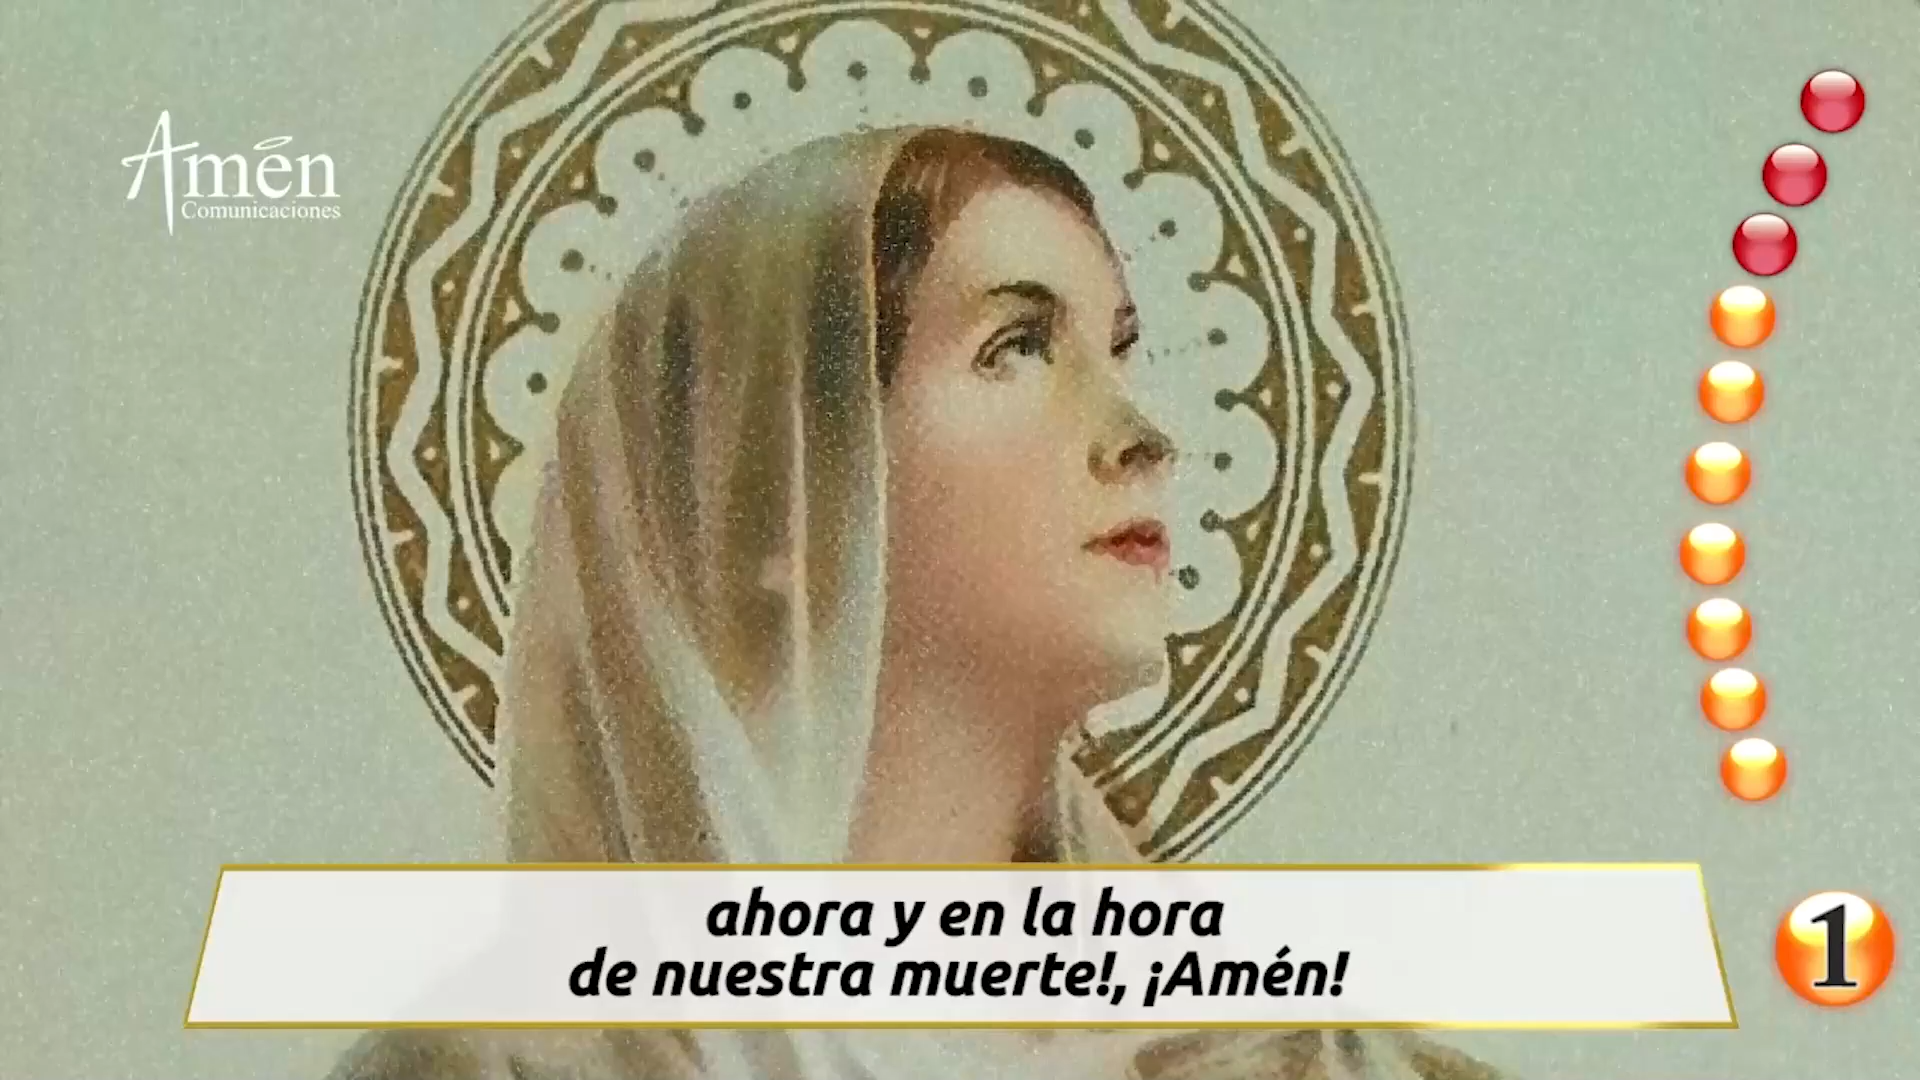 Amén
Comunicaciones
ahora y en la hora
de nuestra muerte!, ¡Amén!
1